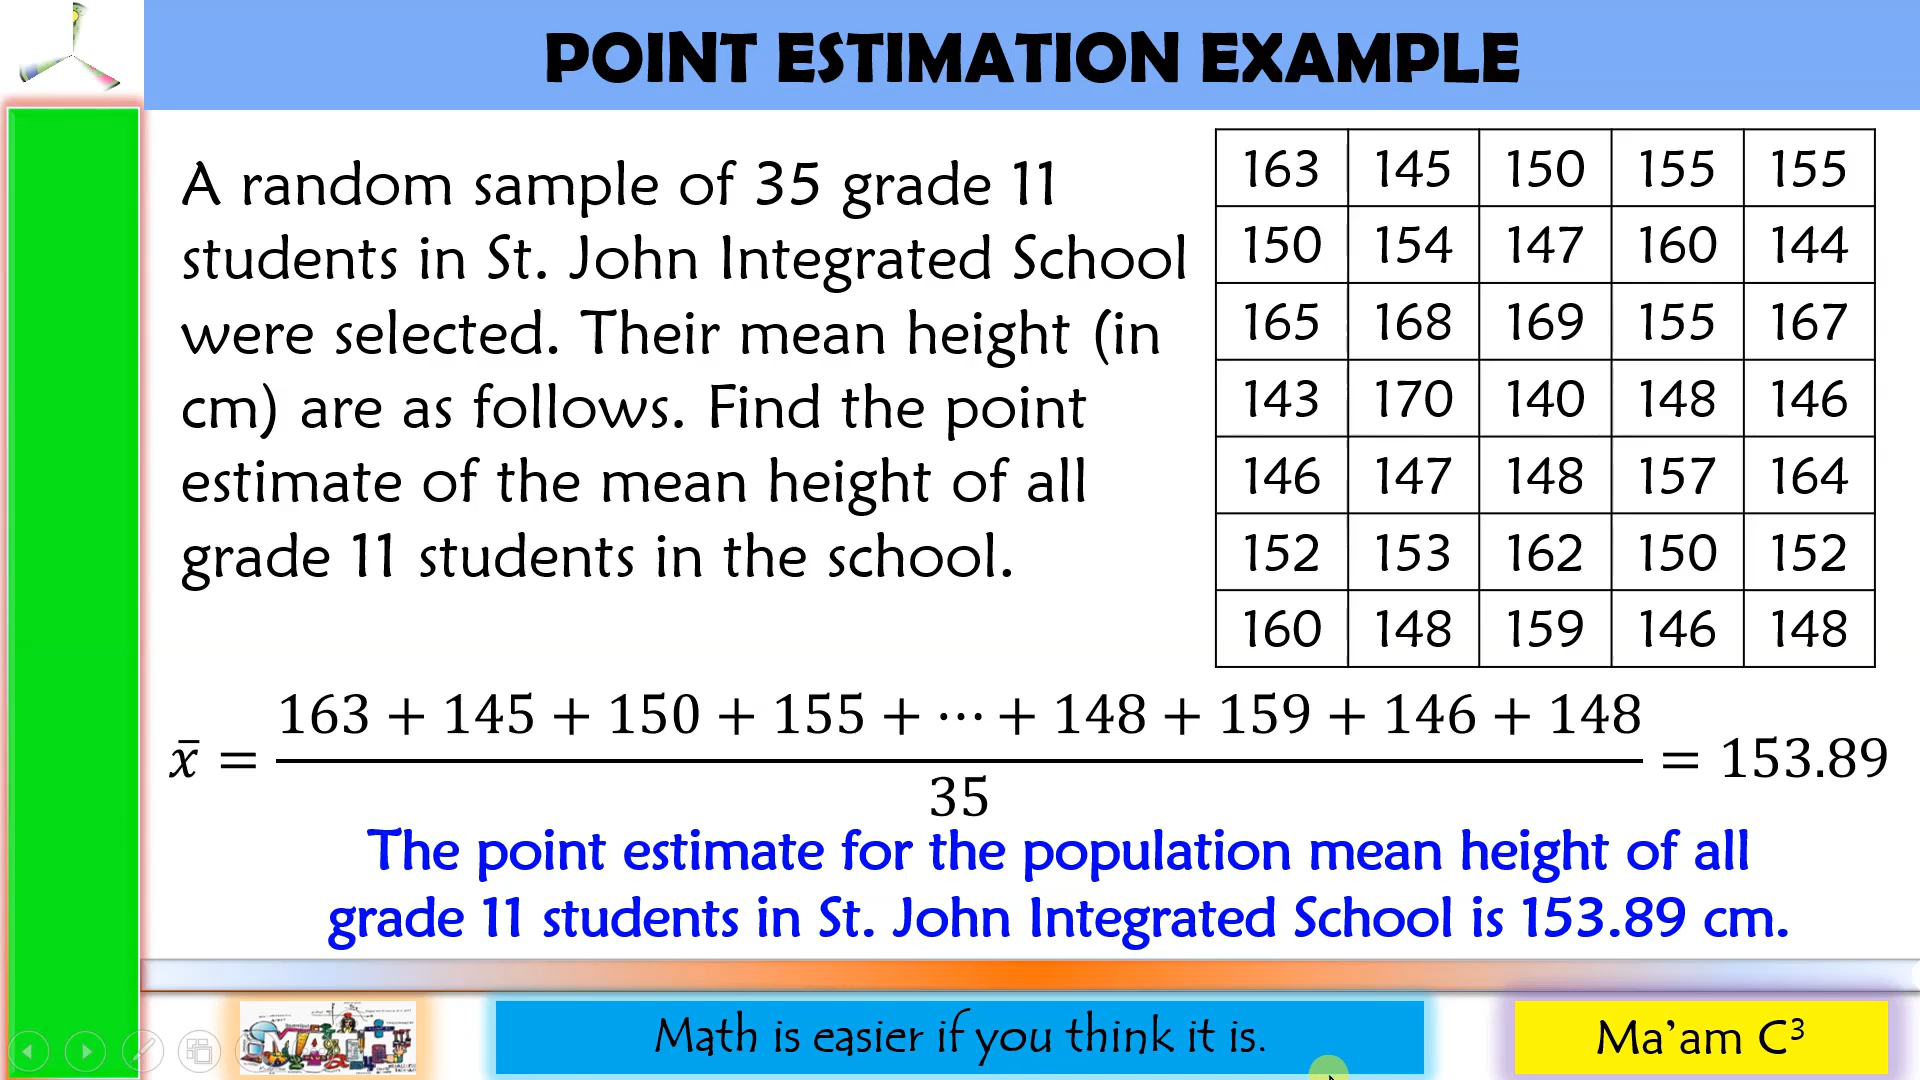 POINT ESTIMATION EXAMPLE
A random sample of 35 grade 11
students in St. John Integrated School
were selected. Their mean height (in
cm) are as follows. Find the point
estimate of the mean height of all
grade 11 students in the school.
163 145 150 155 155
150 154 147 160 144
165 168 169 155 167
143 170 140 148 146
146 147 148 157 164
152 153 162 150 152
160 148 159 146 148
x̄ = (163 + 145 + 150 + 155 + ⋯ + 148 + 159 + 146 + 148) / 35 = 153.89
The point estimate for the population mean height of all
grade 11 students in St. John Integrated School is 153.89 cm.
MATH
Math is easier if you think it is.
Ma’am C³